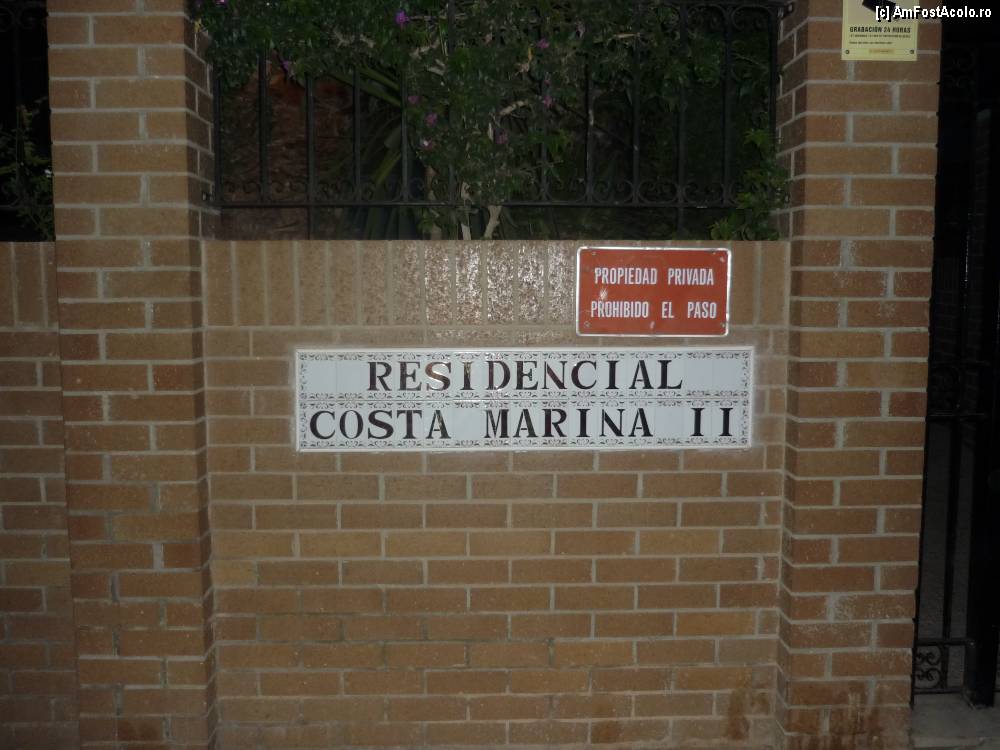 [c] AmFostAcolo.ro
GRABACIÓN 24 HORAS
PROPIEDAD PRIVADA
PROHIBIDO EL PASO
RESIDENCIAL
COSTA MARINA II